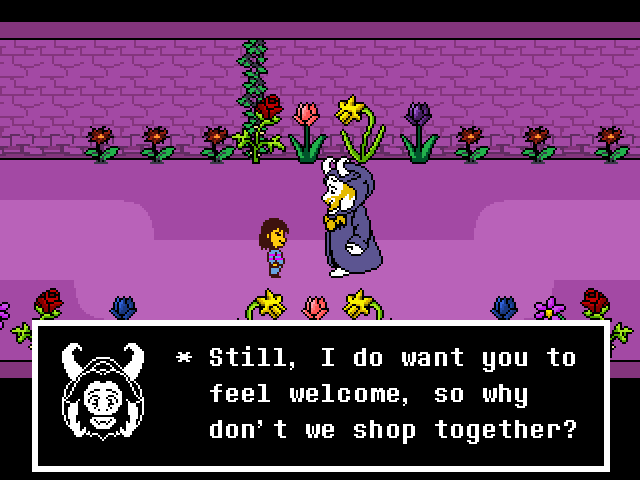 * Still, I do want you to
feel welcome, so why
don't we shop together?